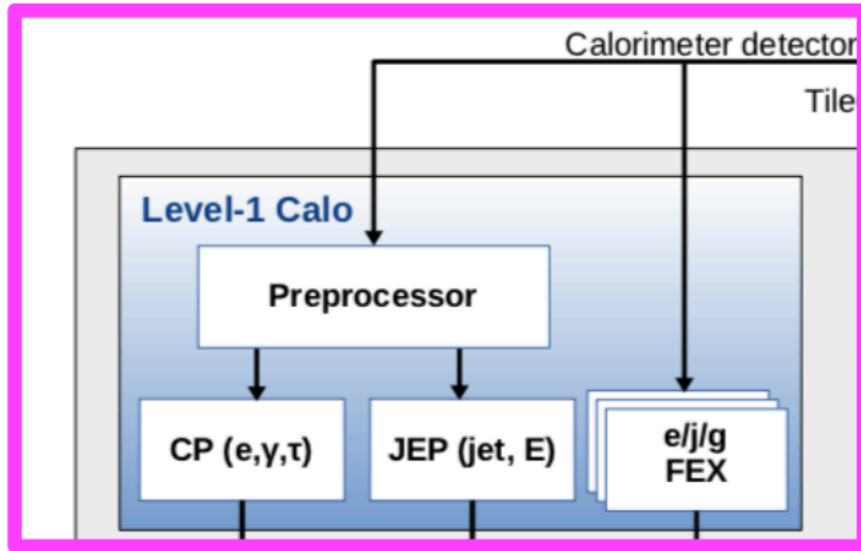 Calorimeter detector
Tile
Level-1 Calo
Preprocessor
CP (e,γ,τ)
JEP (jet, E)
e/j/g
FEX